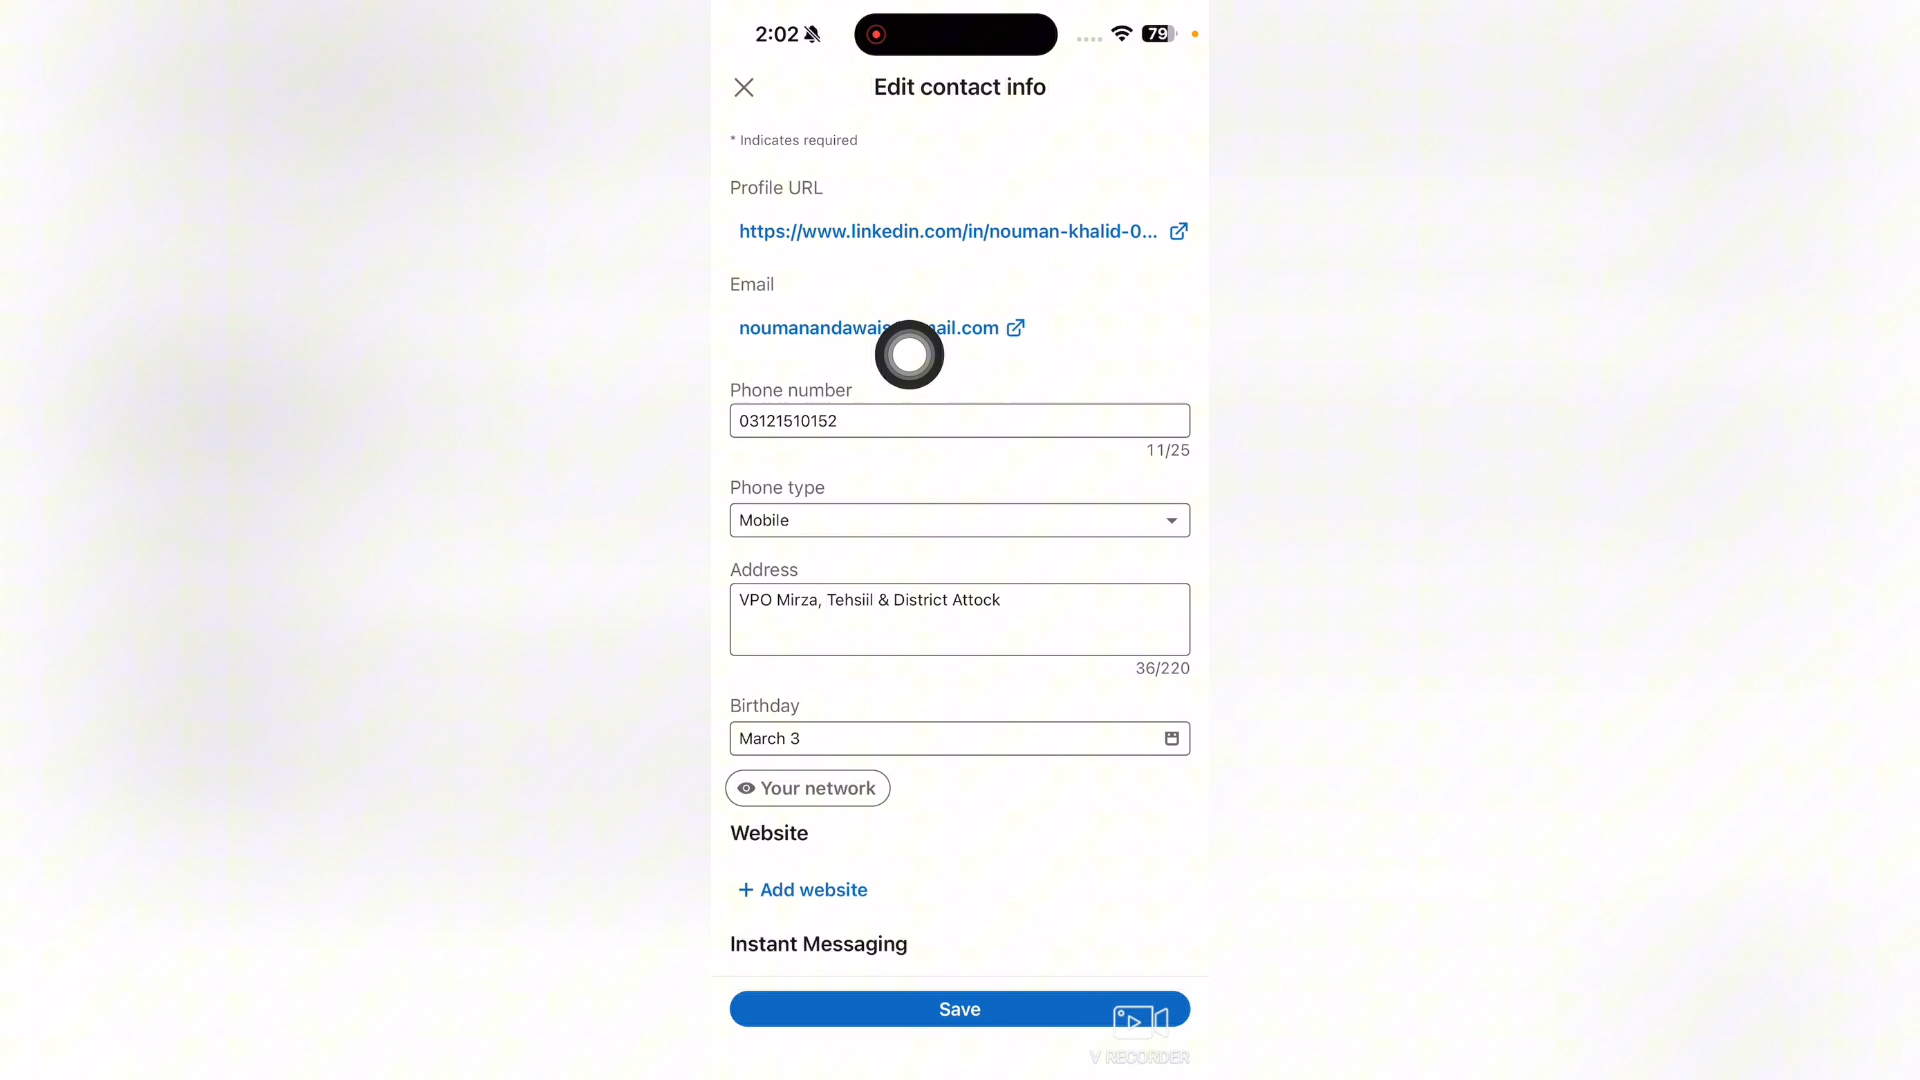 2:02
79
Edit contact info
* Indicates required
Profile URL
https://www.linkedin.com/in/nouman-khalid-0...
Email
noumanandawais ail.com
Phone number
03121510152
11/25
Phone type
Mobile
Address
VPO Mirza, Tehsiil & District Attock
36/220
Birthday
March 3
Your network
Website
+ Add website
Instant Messaging
Save
V RECORDER